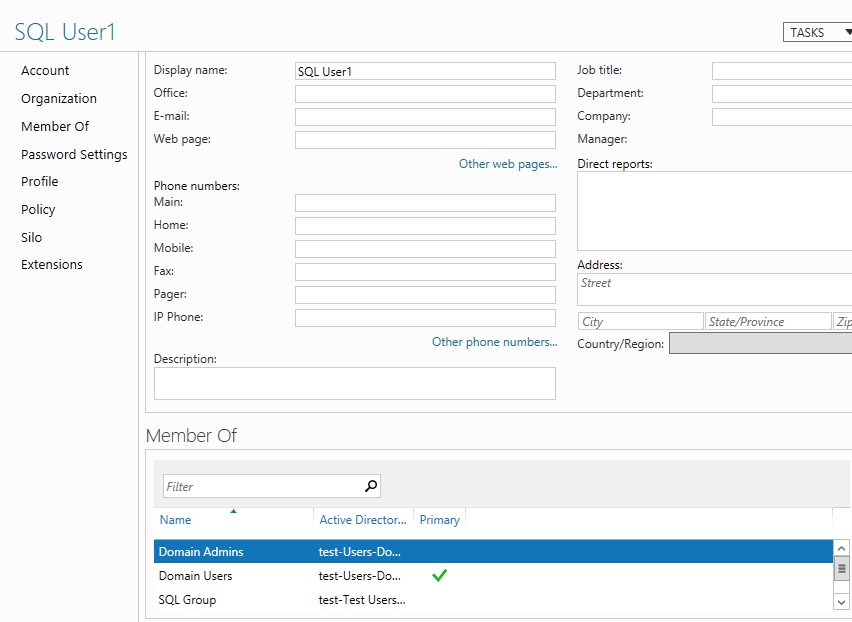 SQL User1
TASKS
Account
Organization
Member Of
Password Settings
Profile
Policy
Silo
Extensions
Display name: SQL User1
Office:
E-mail:
Web page:
Other web pages...
Phone numbers:
Main:
Home:
Mobile:
Fax:
Pager:
IP Phone:
Other phone numbers...
Description:
Job title:
Department:
Company:
Manager:
Direct reports:
Address:
Street
City State/Province Zip
Country/Region:
Member Of
Filter
Name Active Director... Primary
Domain Admins test-Users-Do...
Domain Users test-Users-Do...
SQL Group test-Test Users...